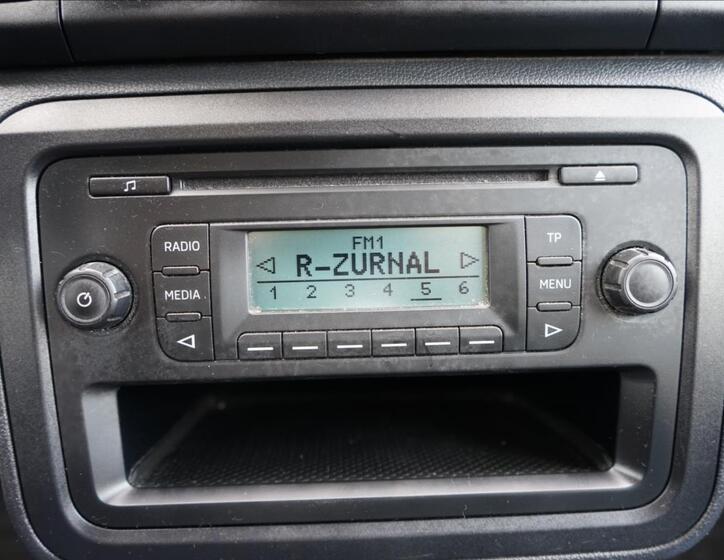 RADIO
MEDIA
FM1
R-ZURNAL
1 2 3 4 5 6
TP
MENU